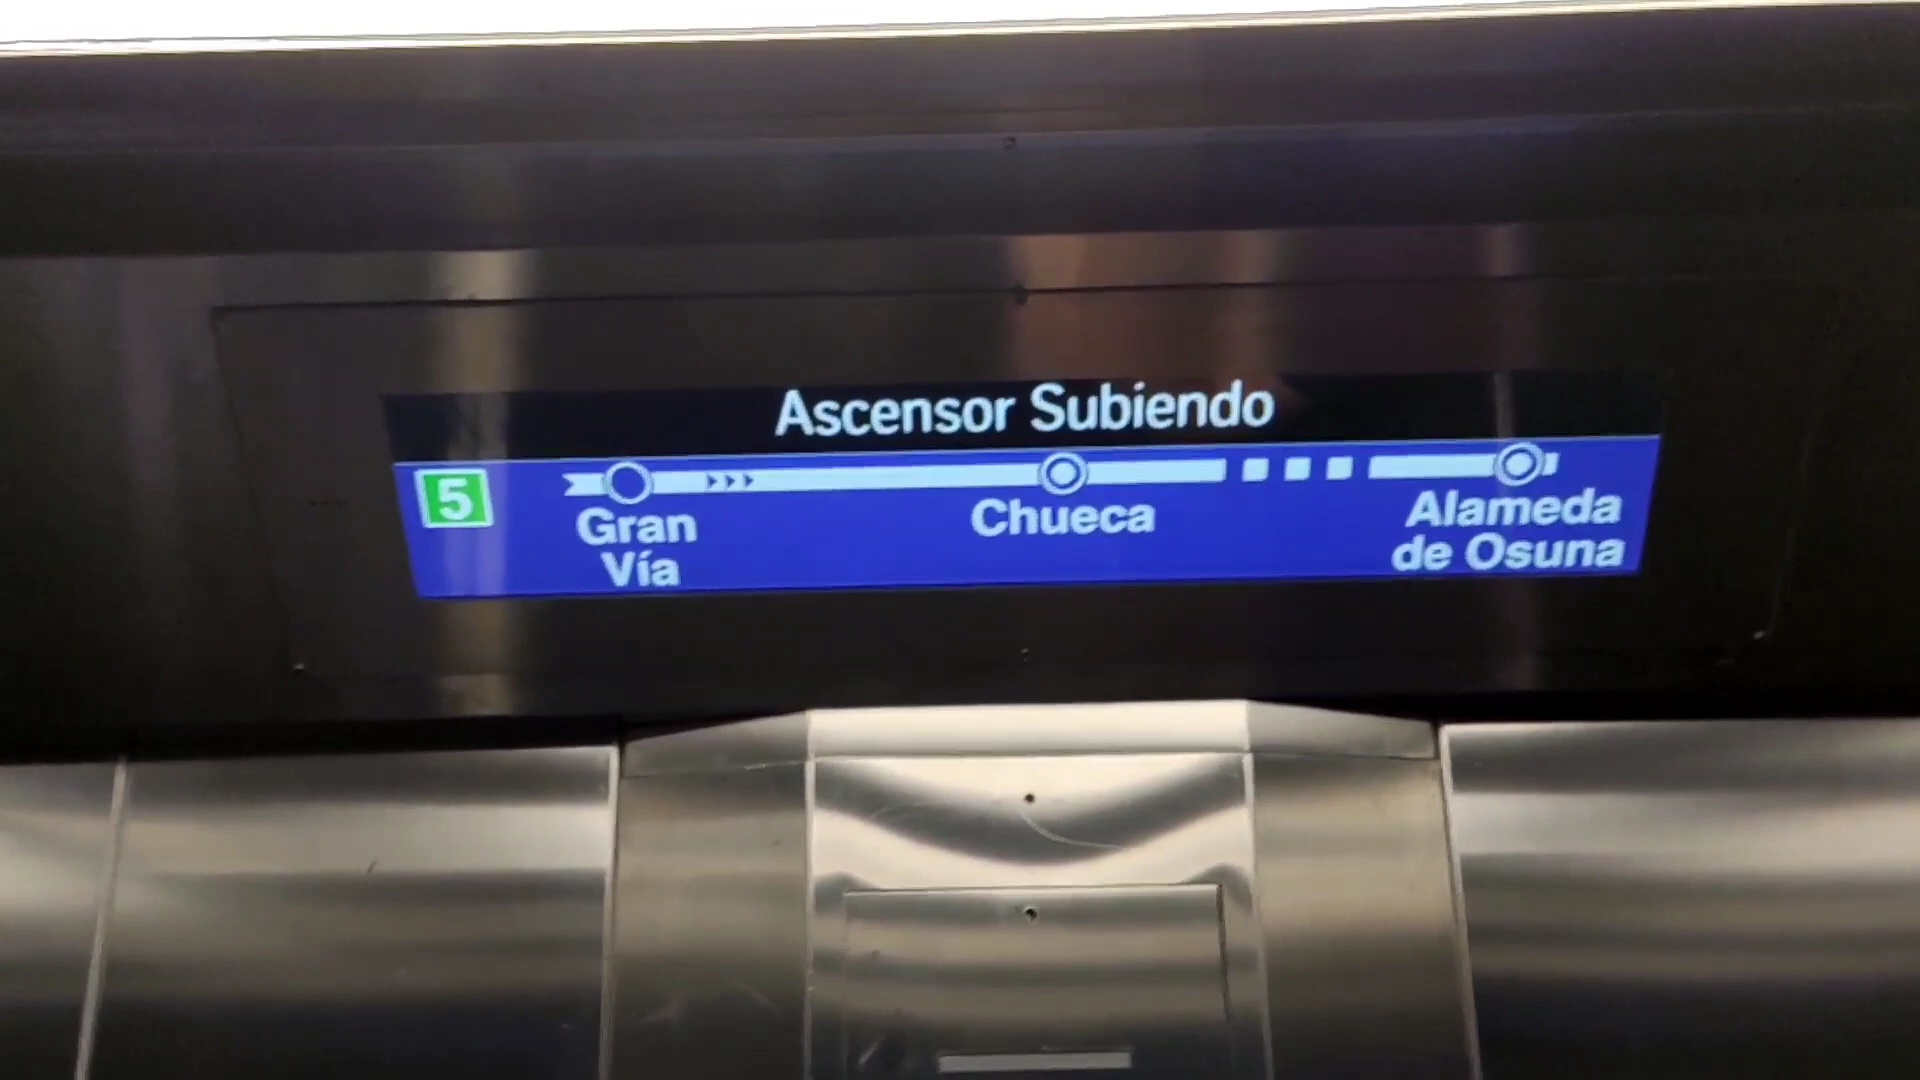 Ascensor Subiendo
5
Gran
Vía
Chueca
Alameda
de Osuna